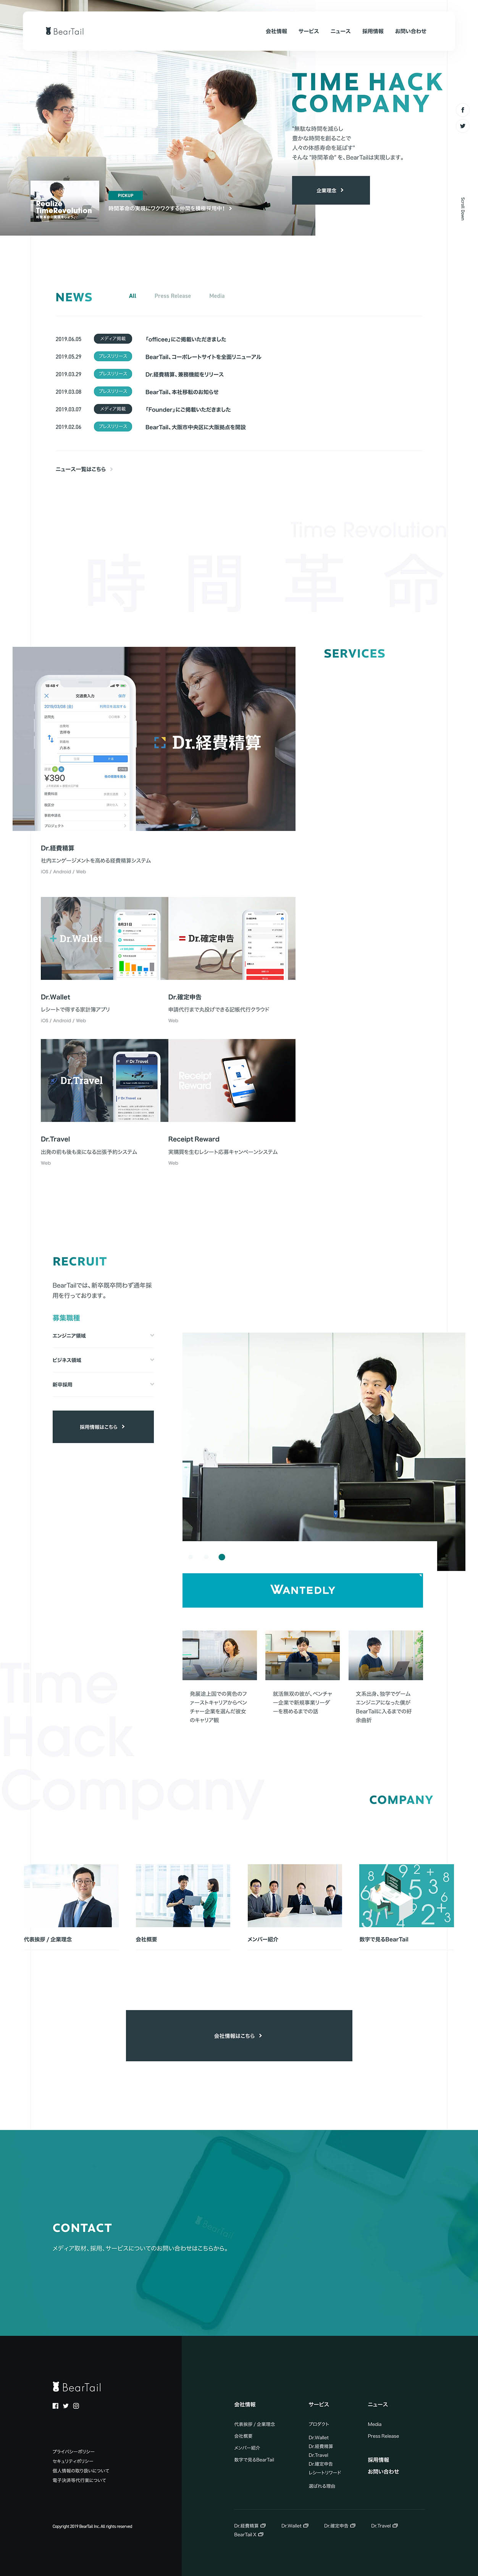 BearTail
会社情報 サービス ニュース 採用情報 お問い合わせ
TIME HACK
COMPANY
"無駄な時間を減らし
豊かな時間を創ることで
人々の体感寿命を延ばす"
そんな "時間革命" を、BearTailは実現します。
企業理念
Realize
TimeRevolution
PICKUP
時間革命の実現にワクワクする仲間を積極採用中！
Scroll Down
NEWS
All Press Release Media
2019.06.05 メディア掲載 「officee」にご掲載いただきました
2019.05.29 プレスリリース BearTail、コーポレートサイトを全面リニューアル
2019.03.29 プレスリリース Dr.経費精算、兼務機能をリリース
2019.03.08 プレスリリース BearTail、本社移転のお知らせ
2019.03.07 メディア掲載 「Founder」にご掲載いただきました
2019.02.06 プレスリリース BearTail、大阪市中央区に大阪拠点を開設
ニュース一覧はこちら
Time Revolution
時間革命
SERVICES
交通費入力
¥390
Dr.経費精算
Dr.経費精算
社内エンゲージメントを高める経費精算システム
iOS / Android / Web
Dr.Wallet
Dr.確定申告
Dr.Wallet
レシートで得する家計簿アプリ
iOS / Android / Web
Dr.確定申告
申請代行まで丸投げできる記帳代行クラウド
Web
Dr.Travel
Receipt
Reward
Dr.Travel
出発の前も後も楽になる出張予約システム
Web
Receipt Reward
実購買を生むレシート応募キャンペーンシステム
Web
RECRUIT
BearTailでは、新卒既卒問わず通年採
用を行っております。
募集職種
エンジニア領域
ビジネス領域
新卒採用
採用情報はこちら
WANTEDLY
発展途上国での異色のフ
ァーストキャリアからベン
チャー企業を選んだ彼女
のキャリア観
就活無双の彼が、ベンチャ
ー企業で新規事業リーダ
ーを務めるまでの話
文系出身、独学でゲーム
エンジニアになった僕が
BearTailに入るまでの紆
余曲折
Time
Hack
Company
COMPANY
代表挨拶 / 企業理念
会社概要
メンバー紹介
数字で見るBearTail
会社情報はこちら
CONTACT
メディア取材、採用、サービスについてのお問い合わせはこちらから。
BearTail
プライバシーポリシー
セキュリティポリシー
個人情報の取り扱いについて
電子決済等代行業について
Copyright 2019 BearTail Inc. All rights reserved
会社情報
代表挨拶 / 企業理念
会社概要
メンバー紹介
数字で見るBearTail
サービス
プロダクト
Dr.Wallet
Dr.経費精算
Dr.Travel
Dr.確定申告
レシートリワード
選ばれる理由
ニュース
Media
Press Release
採用情報
お問い合わせ
Dr.経費精算 Dr.Wallet Dr.確定申告 Dr.Travel
BearTail X